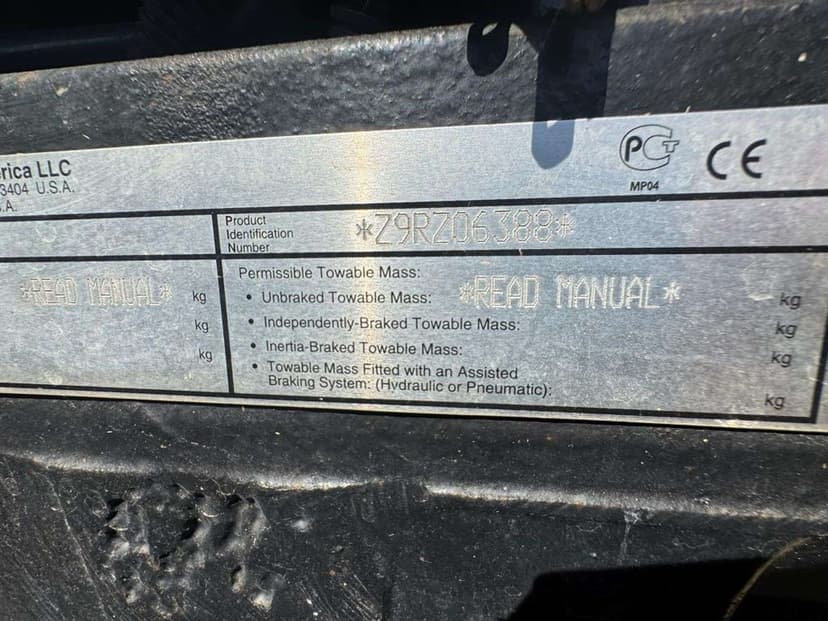 rica LLC
3404 U.S.A.
.A.
PCT
MP04
CE
Product
Identification
Number
*Z9RZ06388*
*READ MANUAL* kg
kg
kg
Permissible Towable Mass:
• Unbraked Towable Mass: *READ MANUAL* kg
• Independently-Braked Towable Mass: kg
• Inertia-Braked Towable Mass: kg
• Towable Mass Fitted with an Assisted
Braking System: (Hydraulic or Pneumatic): kg